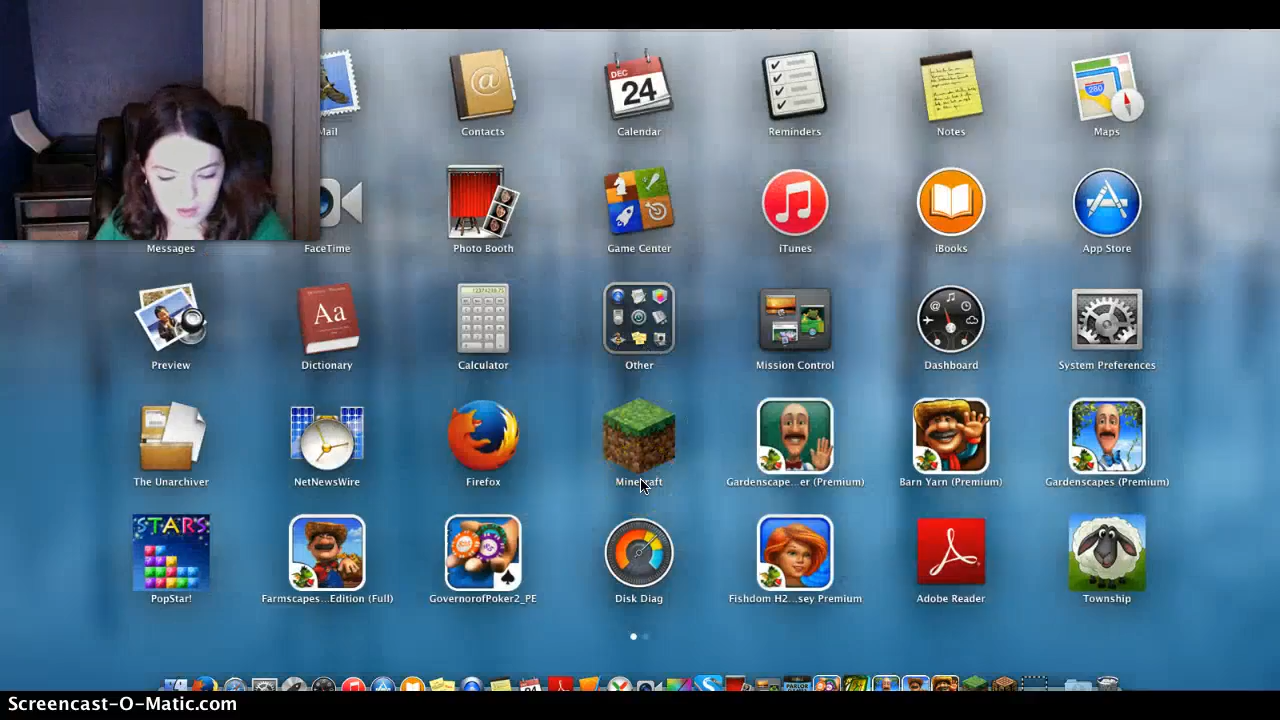 Mail
Contacts
DEC
24
Calendar
Reminders
Notes
280
Maps
Messages
FaceTime
Photo Booth
Game Center
iTunes
iBooks
App Store
Preview
Aa
Dictionary
Calculator
Other
Mission Control
Dashboard
System Preferences
The Unarchiver
NetNewsWire
Firefox
Minecraft
Gardenscape...er (Premium)
Barn Yarn (Premium)
Gardenscapes (Premium)
STARS
PopStar!
Farmscapes...Edition (Full)
GovernorofPoker2_PE
Disk Diag
Fishdom H2...sey Premium
Adobe Reader
Township
Screencast-O-Matic.com